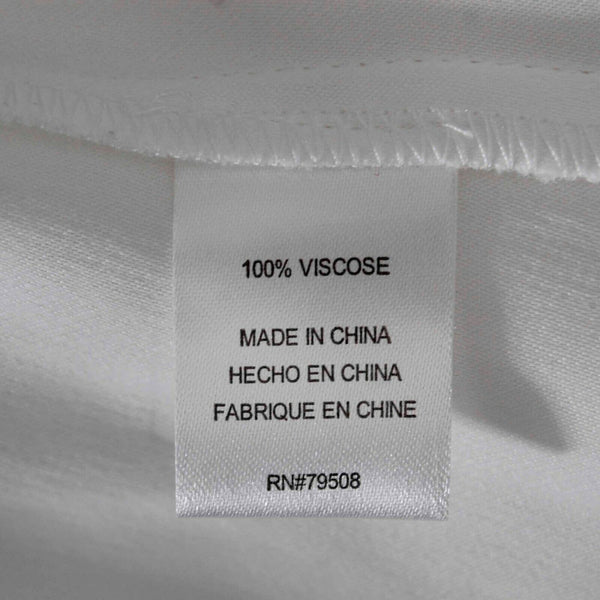 100% VISCOSE
MADE IN CHINA
HECHO EN CHINA
FABRIQUE EN CHINE
RN#79508